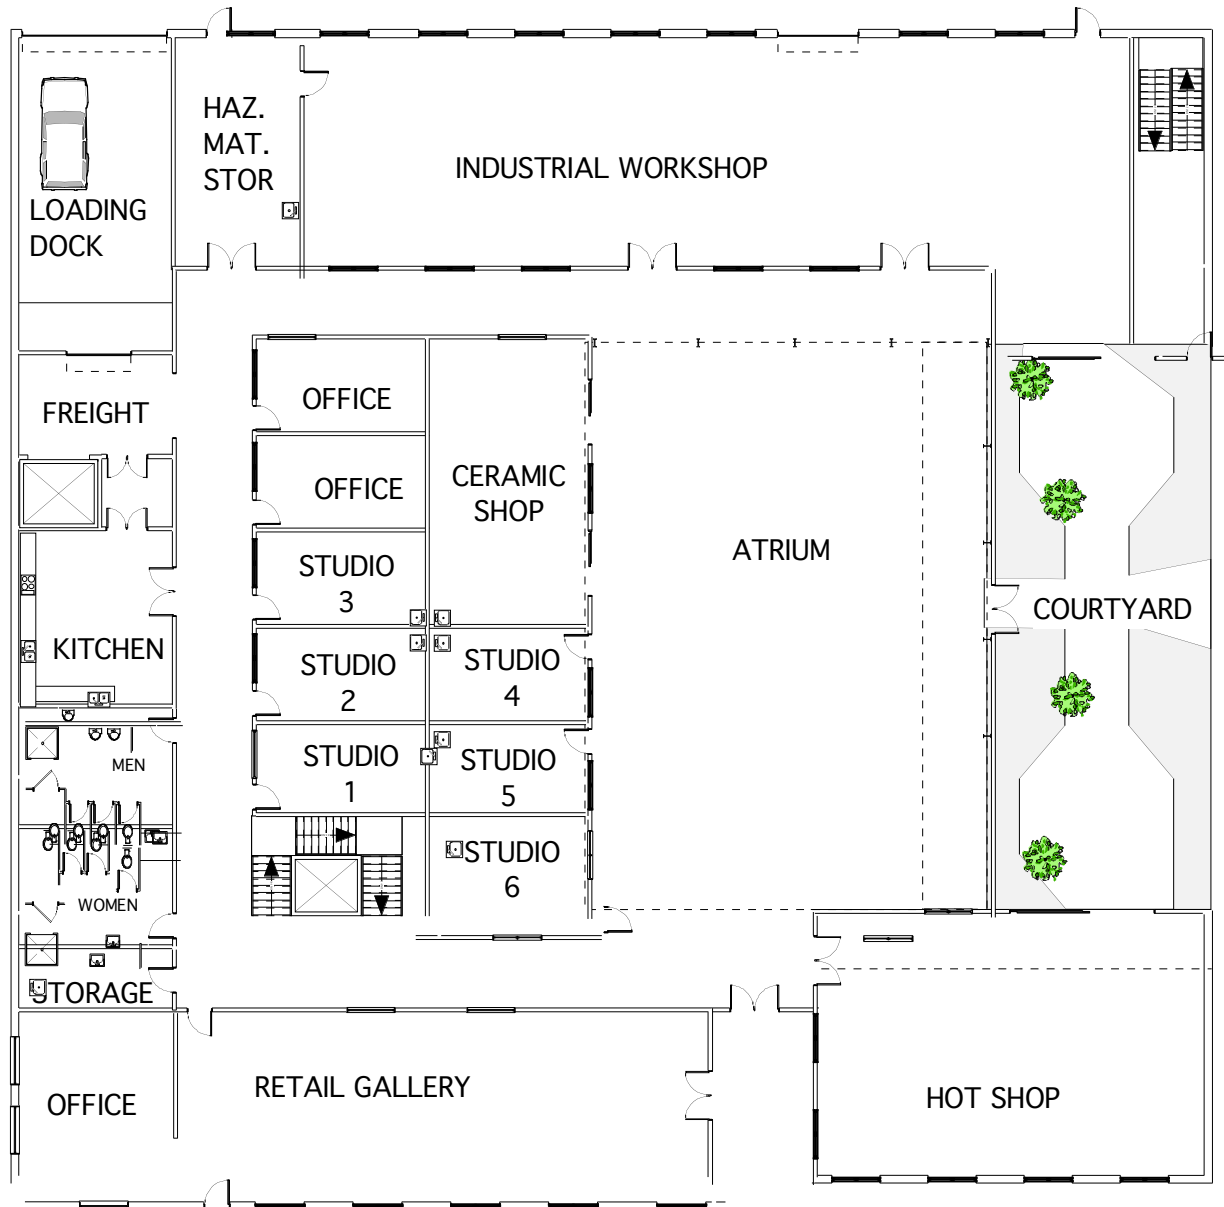 HAZ.
MAT.
STOR
INDUSTRIAL WORKSHOP
LOADING
DOCK
FREIGHT
OFFICE
OFFICE
CERAMIC
SHOP
ATRIUM
STUDIO
3
COURTYARD
KITCHEN
STUDIO
2
STUDIO
4
MEN
STUDIO
1
STUDIO
5
STUDIO
6
WOMEN
STORAGE
OFFICE
RETAIL GALLERY
HOT SHOP